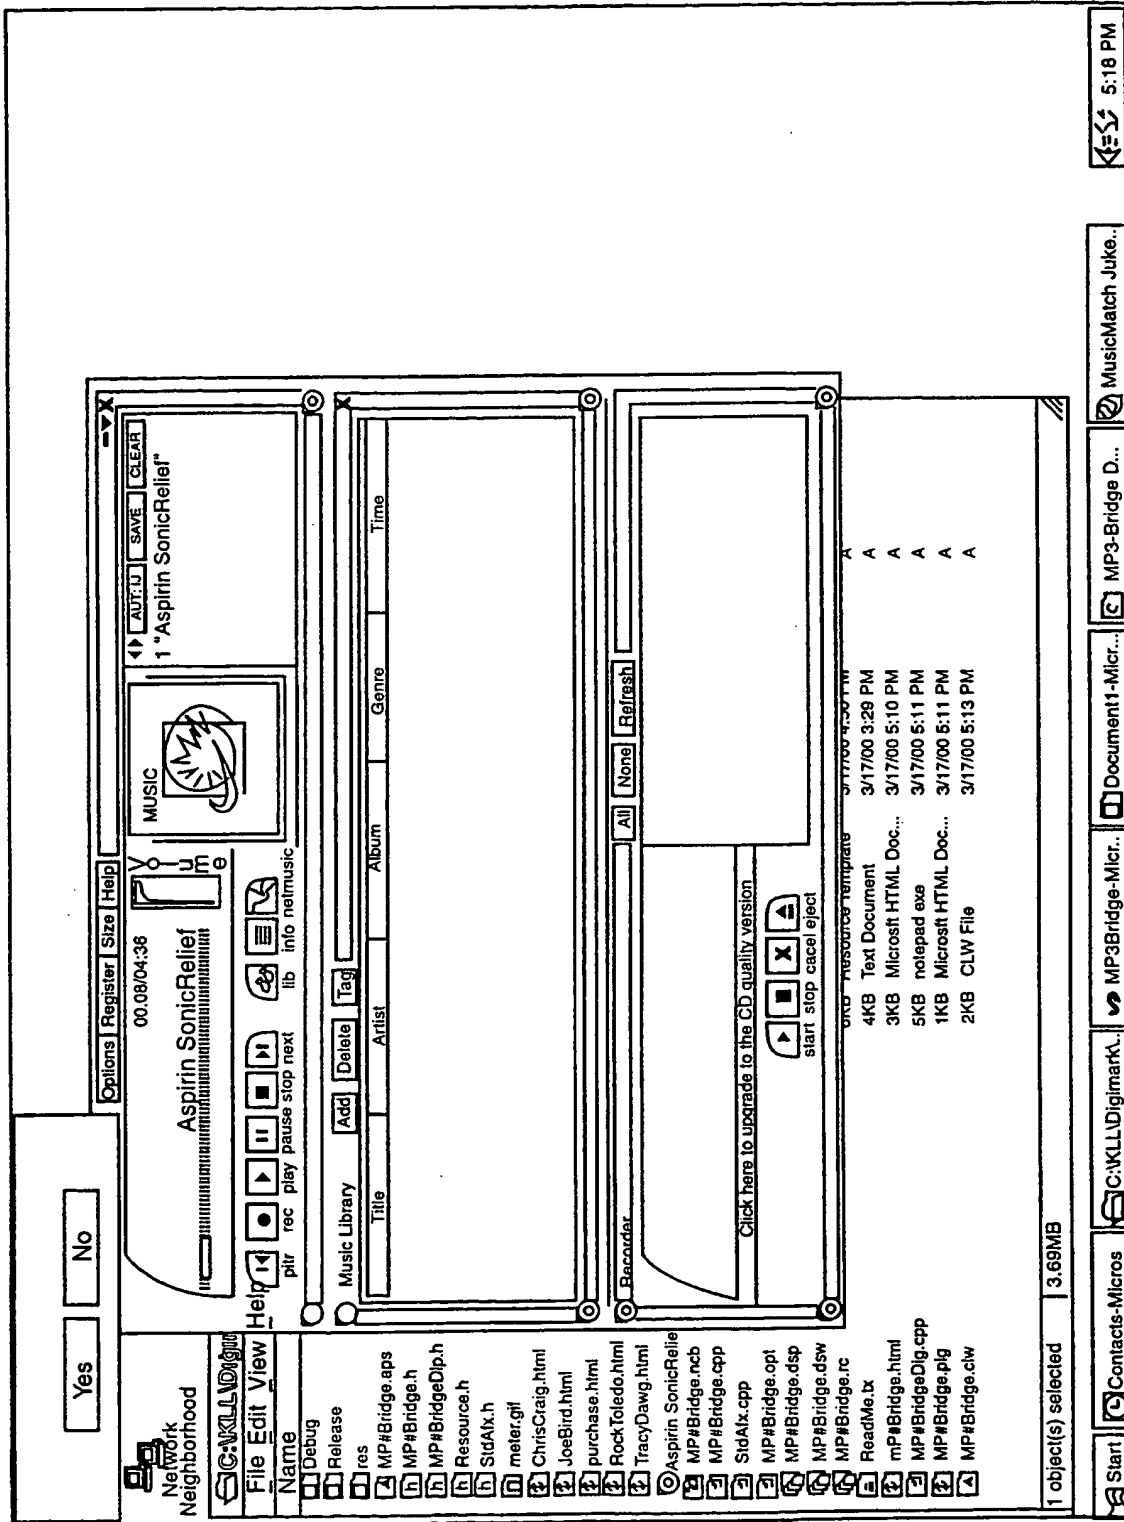 Yes No
Network
Neighborhood
C:\KLL\Digi
File Edit View Help
Name
Debug
Release
res
MP#Bridge.aps
MP#Bridge.h
MP#BridgeDlp.h
Resource.h
StdAfx.h
meter.gif
ChrisCraig.html
JoeBird.html
purchase.html
RockToledo.html
TracyDawg.html
Aspirin SonicRelie
MP#Bridge.ncb
MP#Bridge.cpp
StdAfx.cpp
MP#Bridge.opt
MP#Bridge.dsp
MP#Bridge.dsw
MP#Bridge.rc
ReadMe.tx
mP#Bridge.html
MP#BridgeDlg.cpp
MP#Bridge.plg
MP#Bridge.clw
Options Register Size Help
00.08/04:36
Aspirin SonicRelief
Volume
pitr rec play pause stop next lib info netmusic
MUSIC
AUT:IJ SAVE CLEAR
1 "Aspirin SonicRelief"
Music Library Add Delete Tag
Title Artist Album Genre Time
Recorder All None Refresh
Click here to upgrade to the CD quality version
start stop cacel eject
Resource Template A
4KB Text Document 3/17/00 3:29 PM A
3KB Microstt HTML Doc... 3/17/00 5:10 PM A
5KB notepad exe 3/17/00 5:11 PM A
1KB Microstt HTML Doc... 3/17/00 5:11 PM A
2KB CLW File 3/17/00 5:13 PM A
1 object(s) selected 3.69MB
Start Contacts-Micros C:\KLL\Digimark\.. MP3Bridge-Micr.. Document1-Micr... MP3-Bridge D... MusicMatch Juke.. 5:18 PM